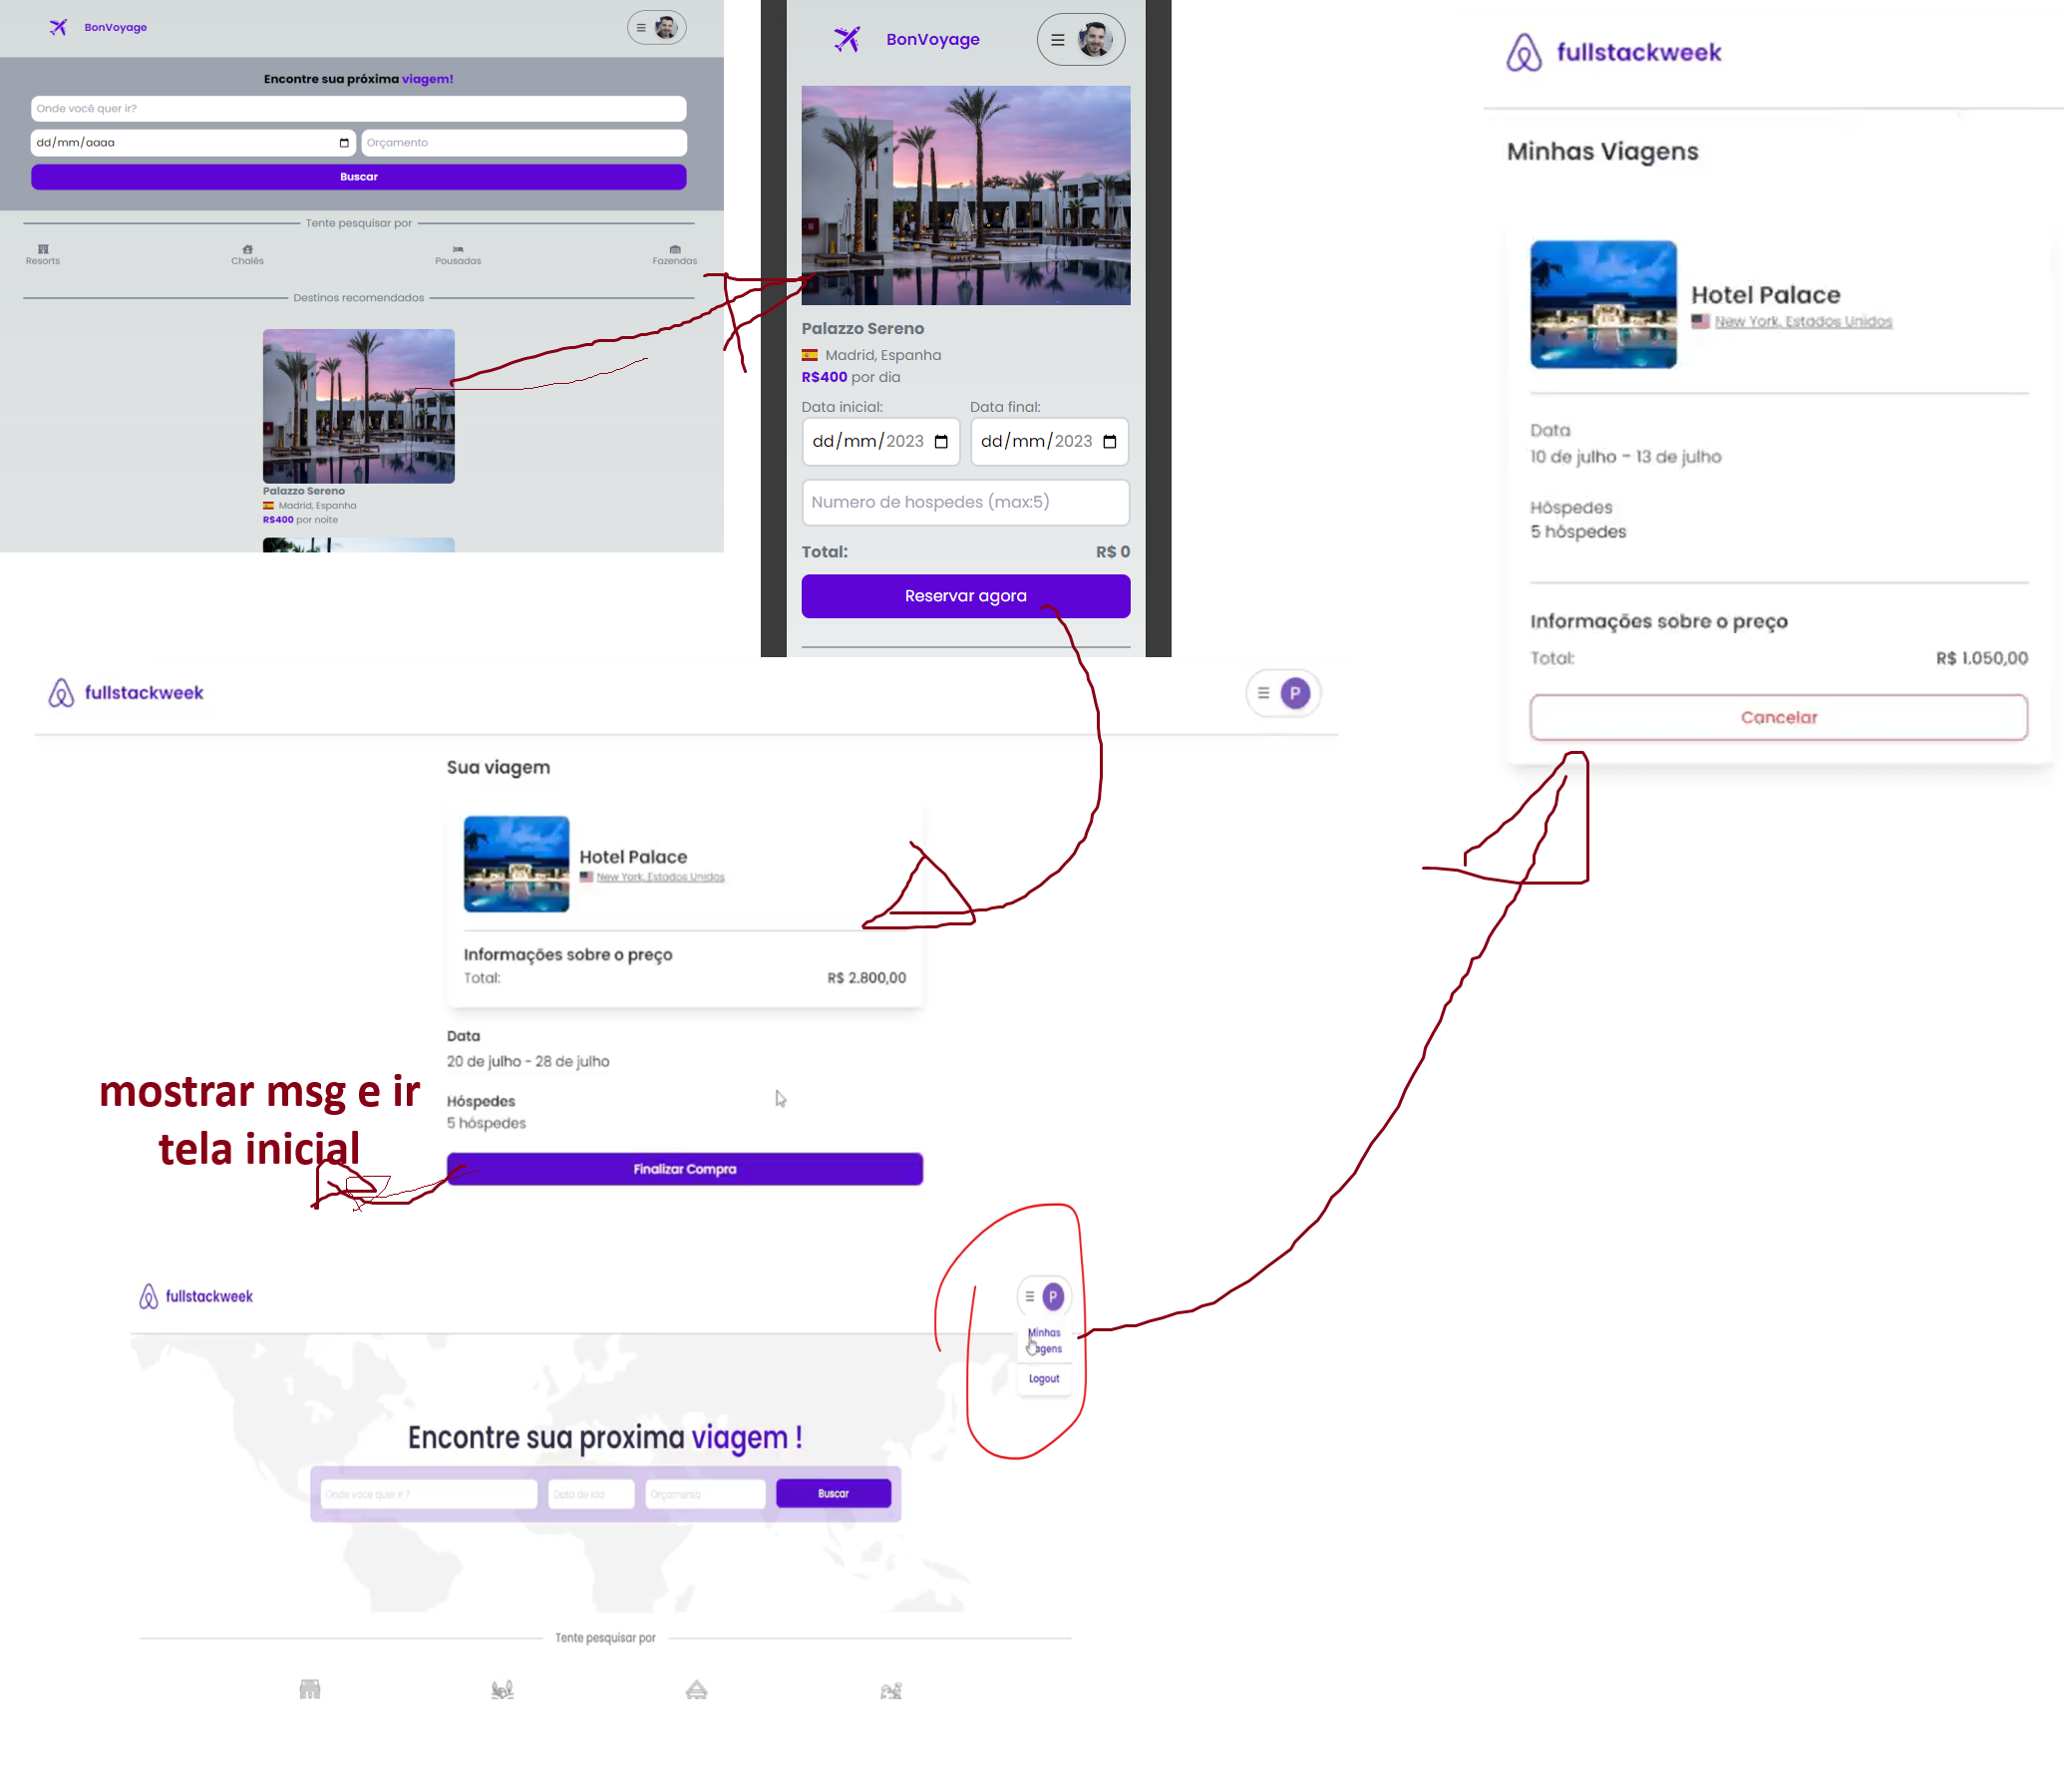 BonVoyage
Encontre sua próxima viagem!
Onde você quer ir?
dd/mm/aaaa
Orçamento
Buscar
Tente pesquisar por
Resorts
Chalés
Pousadas
Fazendas
Destinos recomendados
Palazzo Sereno
Madrid, Espanha
R$400 por noite
BonVoyage
Palazzo Sereno
Madrid, Espanha
R$400 por dia
Data inicial:
Data final:
dd/mm/2023
dd/mm/2023
Numero de hospedes (max:5)
Total:
R$ 0
Reservar agora
fullstackweek
Minhas Viagens
Hotel Palace
New York, Estados Unidos
Data
10 de julho - 13 de julho
Hóspedes
5 hóspedes
Informações sobre o preço
Total:
R$ 1.050,00
Cancelar
fullstackweek
P
Sua viagem
Hotel Palace
New York, Estados Unidos
Informações sobre o preço
Total:
R$ 2.800,00
Data
20 de julho - 28 de julho
Hóspedes
5 hóspedes
Finalizar Compra
mostrar msg e ir
tela inicial
fullstackweek
P
Minhas
agens
Logout
Encontre sua proxima viagem !
Onde você quer ir ?
Data de ida
Orçamento
Buscar
Tente pesquisar por